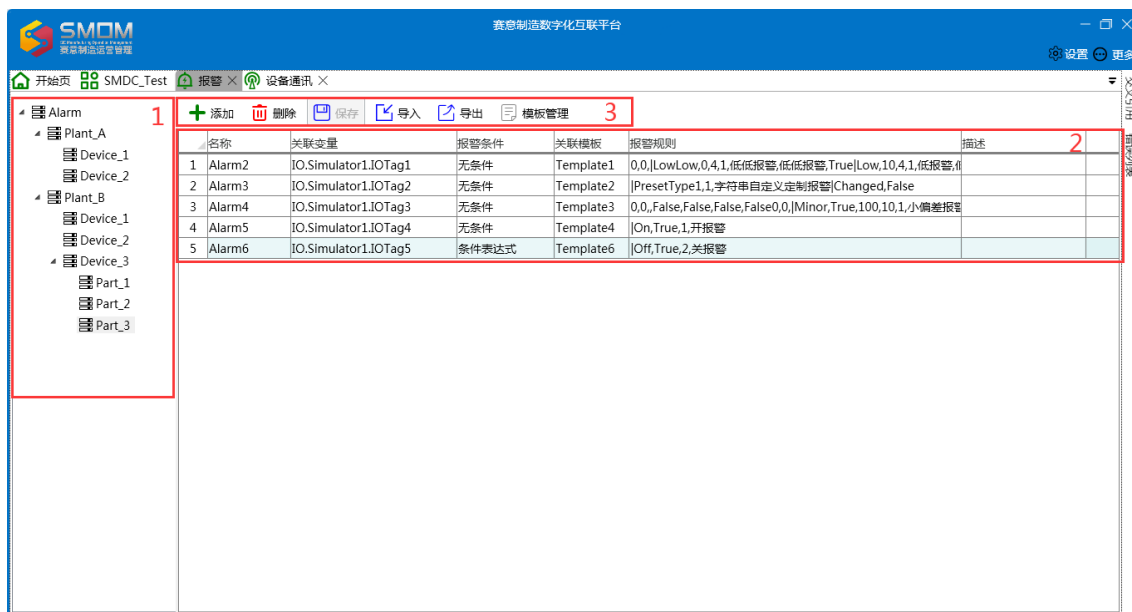 赛意制造数字化互联平台
SMOM
赛意制造运营管理
设置 更多
开始页 SMDC_Test 报警 设备通讯
Alarm 1
Plant_A
Device_1
Device_2
Plant_B
Device_1
Device_2
Device_3
Part_1
Part_2
Part_3
添加 删除 保存 导入 导出 模板管理 3
名称 关联变量 报警条件 关联模板 报警规则 描述 2
1 Alarm2 IO.Simulator1.IOTag1 无条件 Template1 0,0,|LowLow,0,4,1,低低报警,低低报警,True|Low,10,4,1,低报警,
2 Alarm3 IO.Simulator1.IOTag2 无条件 Template2 |PresetType1,1,字符串自定义定制报警|Changed,False
3 Alarm4 IO.Simulator1.IOTag3 无条件 Template3 0,0,,False,False,False,False0,0,|Minor,True,100,10,1,小偏差报警
4 Alarm5 IO.Simulator1.IOTag4 无条件 Template4 |On,True,1,开报警
5 Alarm6 IO.Simulator1.IOTag5 条件表达式 Template6 |Off,True,2,关报警